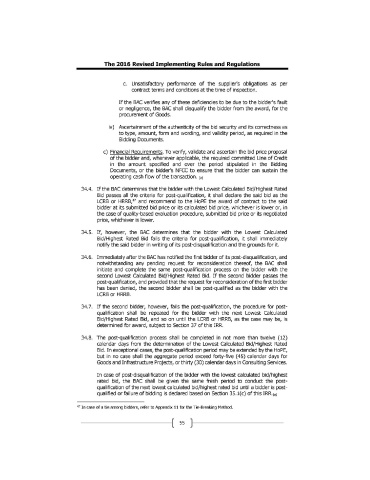 The 2016 Revised Implementing Rules and Regulations
c. Unsatisfactory performance of the supplier's obligations as per
contract terms and conditions at the time of inspection.
If the BAC verifies any of these deficiencies to be due to the bidder's fault
or negligence, the BAC shall disqualify the bidder from the award, for the
procurement of Goods.
iv) Ascertainment of the authenticity of the bid security and its correctness as
to type, amount, form and wording, and validity period, as required in the
Bidding Documents.
c) Financial Requirements. To verify, validate and ascertain the bid price proposal
of the bidder and, whenever applicable, the required committed Line of Credit
in the amount specified and over the period stipulated in the Bidding
Documents, or the bidder's NFCC to ensure that the bidder can sustain the
operating cash flow of the transaction. (a)
34.4. If the BAC determines that the bidder with the Lowest Calculated Bid/Highest Rated
Bid passes all the criteria for post-qualification, it shall declare the said bid as the
LCRB or HRRB,⁴⁷ and recommend to the HoPE the award of contract to the said
bidder at its submitted bid price or its calculated bid price, whichever is lower or, in
the case of quality-based evaluation procedure, submitted bid price or its negotiated
price, whichever is lower.
34.5. If, however, the BAC determines that the bidder with the Lowest Calculated
Bid/Highest Rated Bid fails the criteria for post-qualification, it shall immediately
notify the said bidder in writing of its post-disqualification and the grounds for it.
34.6. Immediately after the BAC has notified the first bidder of its post-disqualification, and
notwithstanding any pending request for reconsideration thereof, the BAC shall
initiate and complete the same post-qualification process on the bidder with the
second Lowest Calculated Bid/Highest Rated Bid. If the second bidder passes the
post-qualification, and provided that the request for reconsideration of the first bidder
has been denied, the second bidder shall be post-qualified as the bidder with the
LCRB or HRRB.
34.7. If the second bidder, however, fails the post-qualification, the procedure for post-
qualification shall be repeated for the bidder with the next Lowest Calculated
Bid/Highest Rated Bid, and so on until the LCRB or HRRB, as the case may be, is
determined for award, subject to Section 37 of this IRR.
34.8. The post-qualification process shall be completed in not more than twelve (12)
calendar days from the determination of the Lowest Calculated Bid/Highest Rated
Bid. In exceptional cases, the post-qualification period may be extended by the HoPE,
but in no case shall the aggregate period exceed forty-five (45) calendar days for
Goods and Infrastructure Projects, or thirty (30) calendar days in Consulting Services.
In case of post-disqualification of the bidder with the lowest calculated bid/highest
rated bid, the BAC shall be given the same fresh period to conduct the post-
qualification of the next lowest calculated bid/highest rated bid until a bidder is post-
qualified or failure of bidding is declared based on Section 35.1(c) of this IRR.(a)
⁴⁷ In case of a tie among bidders, refer to Appendix 11 for the Tie-Breaking Method.
55